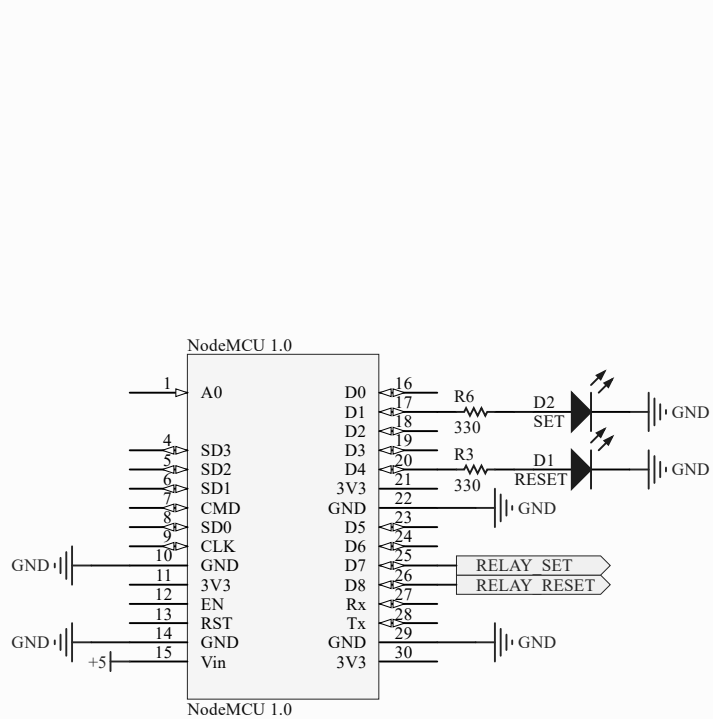 NodeMCU 1.0
1 A0 D0 16
D1 17 R6 330 D2 SET GND
D2 18
4 SD3 D3 19
5 SD2 D4 20 R3 330 D1 RESET GND
6 SD1 3V3 21
7 CMD GND 22 GND
8 SD0 D5 23
9 CLK D6 24
GND 10 GND D7 25 RELAY_SET
11 3V3 D8 26 RELAY_RESET
12 EN Rx 27
13 RST Tx 28
GND 14 GND GND 29 GND
+5 15 Vin 3V3 30
NodeMCU 1.0